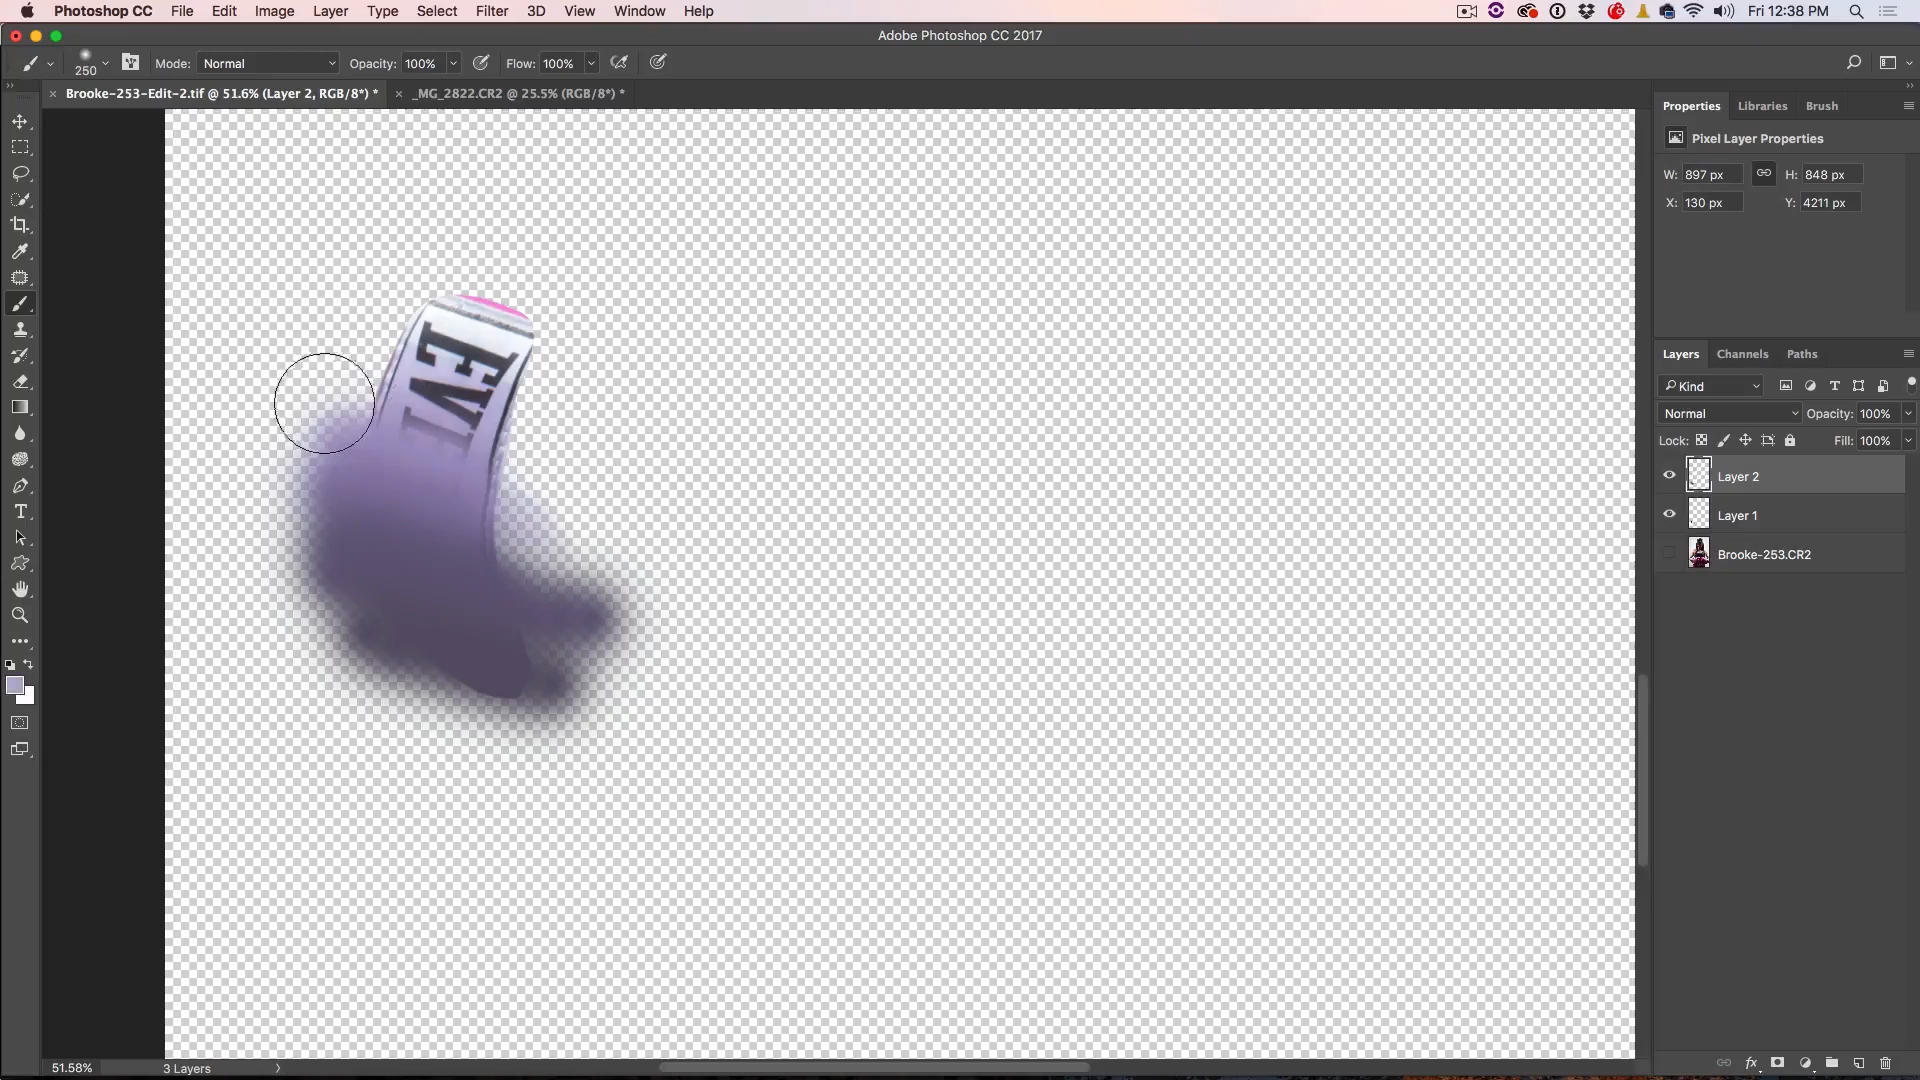 Photoshop CC File Edit Image Layer Type Select Filter 3D View Window Help Fri 12:38 PM
Adobe Photoshop CC 2017
250 Mode: Normal Opacity: 100% Flow: 100%
Brooke-253-Edit-2.tif @ 51.6% (Layer 2, RGB/8*) * _MG_2822.CR2 @ 25.5% (RGB/8*) *
Properties Libraries Brush
Pixel Layer Properties
W: 897 px H: 848 px
X: 130 px Y: 4211 px
EVI
Layers Channels Paths
Kind
Normal Opacity: 100%
Lock: Fill: 100%
Layer 2
Layer 1
Brooke-253.CR2
51.58% 3 Layers